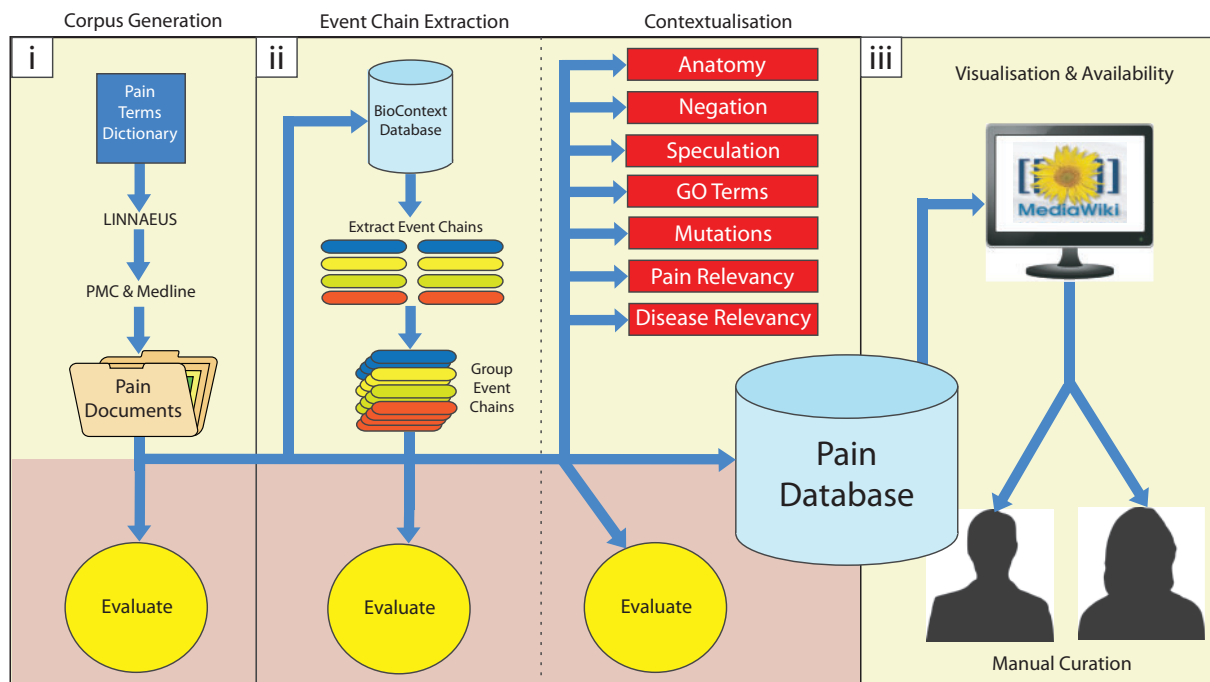 Corpus Generation
Event Chain Extraction
Contextualisation
i
Pain
Terms
Dictionary
LINNAEUS
PMC & Medline
Pain
Documents
Evaluate
ii
BioContext
Database
Extract Event Chains
Group
Event
Chains
Evaluate
Anatomy
Negation
Speculation
GO Terms
Mutations
Pain Relevancy
Disease Relevancy
Evaluate
Pain
Database
iii
Visualisation & Availability
[[ ]]
MediaWiki
Manual Curation